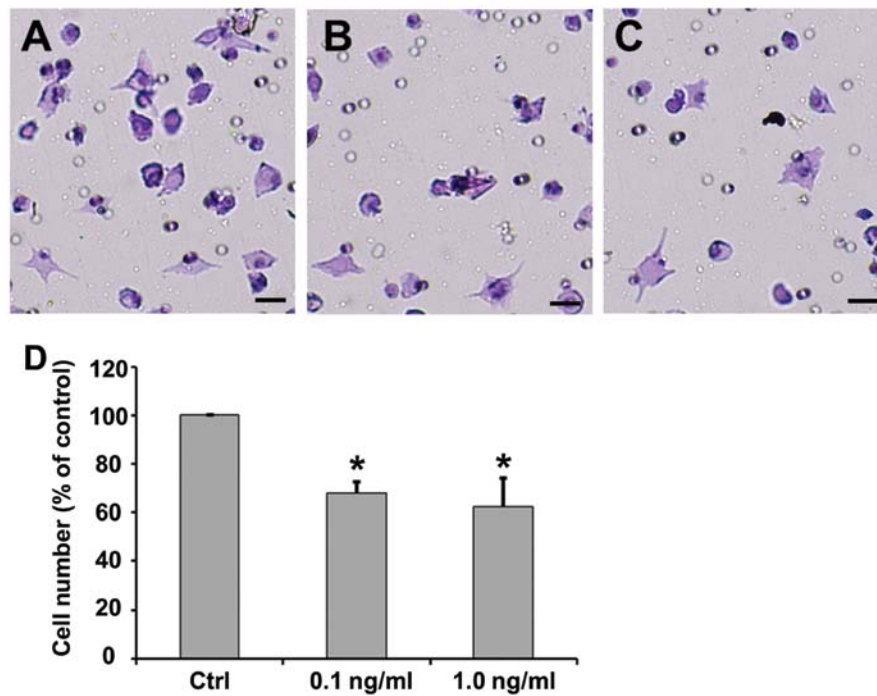 A
B
C
D
Cell number (% of control)
120
100
80
60
40
20
0
*
*
Ctrl
0.1 ng/ml
1.0 ng/ml